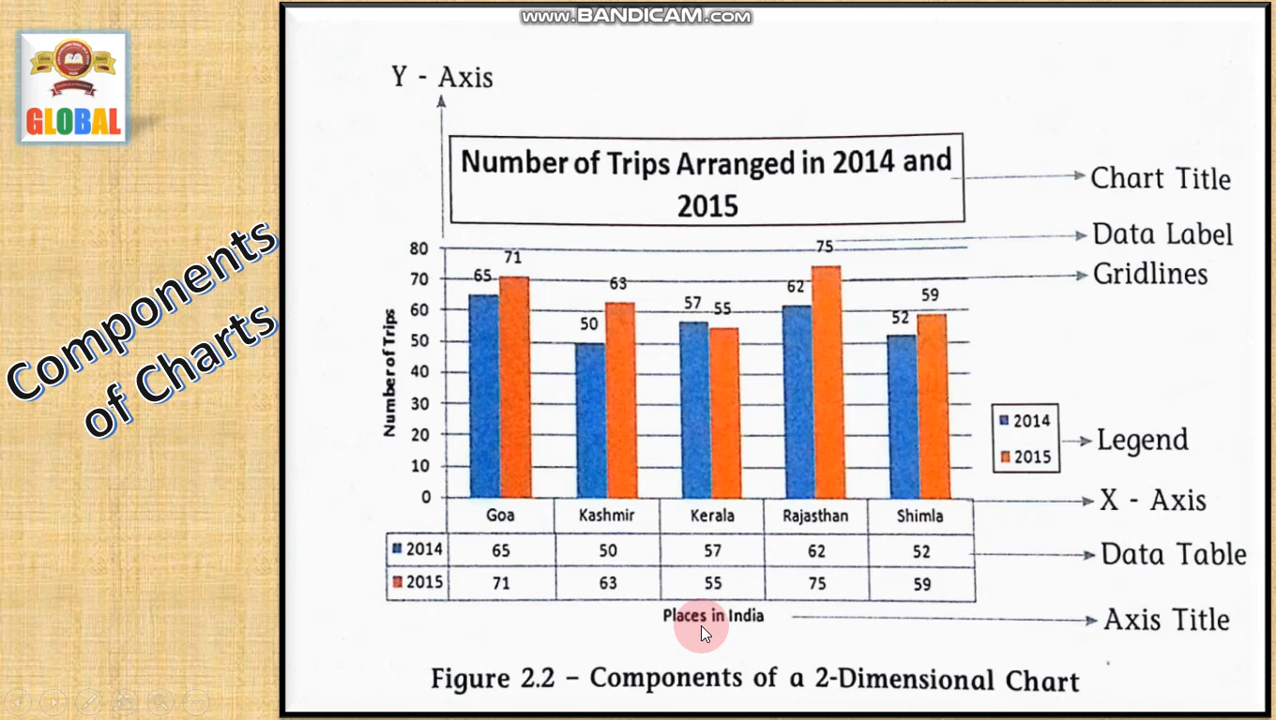 www.BANDICAM.com
GLOBAL
Components
of Charts
Y - Axis
Number of Trips Arranged in 2014 and
2015
Chart Title
Data Label
Gridlines
80
70
60
50
40
30
20
10
0
Number of Trips
65 71
50 63
57 55
62 75
52 59
2014
2015
Legend
X - Axis
Goa Kashmir Kerala Rajasthan Shimla
2014 65 50 57 62 52
2015 71 63 55 75 59
Data Table
Places in India
Axis Title
Figure 2.2 – Components of a 2-Dimensional Chart